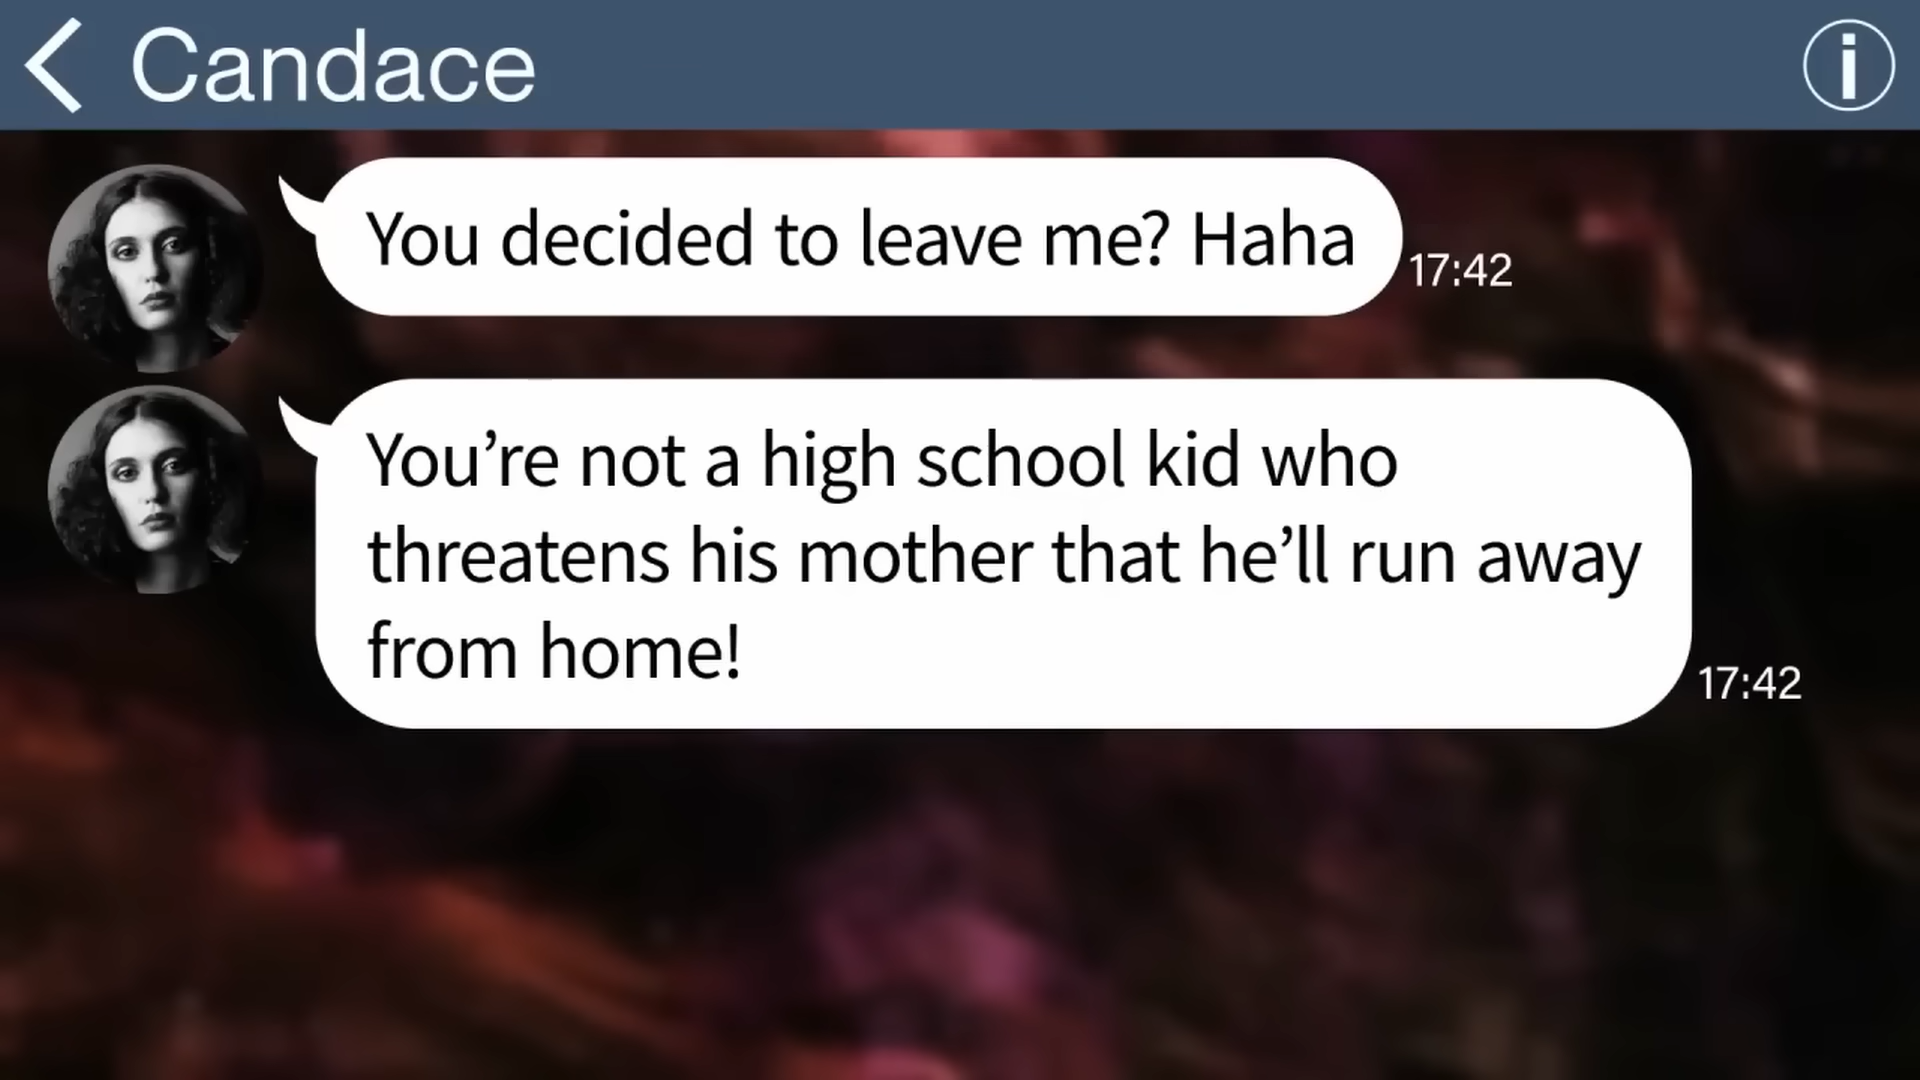 Candace
You decided to leave me? Haha
17:42
You’re not a high school kid who
threatens his mother that he’ll run away
from home!
17:42